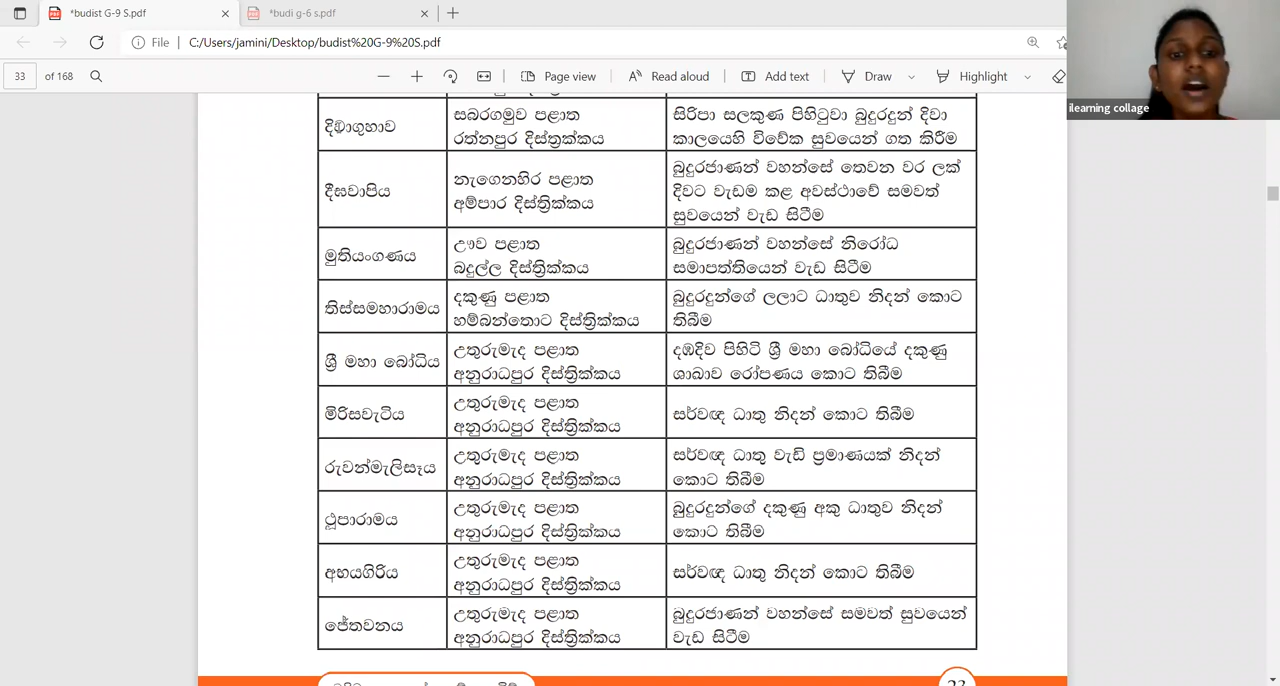 *budist G-9 S.pdf
*budi g-6 s.pdf
File
C:/Users/jamini/Desktop/budist%20G-9%20S.pdf
33 of 168
Page view
Read aloud
Add text
Draw
Highlight
ilearning collage
දිවාගුහාව
සබරගමුව පළාත
රත්නපුර දිස්ත්‍රික්කය
සිරිපා සලකුණ පිහිටුවා බුදුරදුන් දිවා
කාලයෙහි විවේක සුවයෙන් ගත කිරීම
දීඝවාපිය
නැගෙනහිර පළාත
අම්පාර දිස්ත්‍රික්කය
බුදුරජාණන් වහන්සේ තෙවන වර ලක්
දිවට වැඩම කළ අවස්ථාවේ සමවත්
සුවයෙන් වැඩ සිටීම
මුතියංගණය
ඌව පළාත
බදුල්ල දිස්ත්‍රික්කය
බුදුරජාණන් වහන්සේ නිරෝධ
සමාපත්තියෙන් වැඩ සිටීම
තිස්සමහාරාමය
දකුණු පළාත
හම්බන්තොට දිස්ත්‍රික්කය
බුදුරදුන්ගේ ලලාට ධාතුව නිදන් කොට
තිබීම
ශ්‍රී මහා බෝධිය
උතුරුමැද පළාත
අනුරාධපුර දිස්ත්‍රික්කය
දඹදිව පිහිටි ශ්‍රී මහා බෝධියේ දකුණු
ශාඛාව රෝපණය කොට තිබීම
මිරිසවැටිය
උතුරුමැද පළාත
අනුරාධපුර දිස්ත්‍රික්කය
සර්වඥ ධාතු නිදන් කොට තිබීම
රුවන්මැලිසෑය
උතුරුමැද පළාත
අනුරාධපුර දිස්ත්‍රික්කය
සර්වඥ ධාතු වැඩි ප්‍රමාණයක් නිදන්
කොට තිබීම
ථූපාරාමය
උතුරුමැද පළාත
අනුරාධපුර දිස්ත්‍රික්කය
බුදුරදුන්ගේ දකුණු අකු ධාතුව නිදන්
කොට තිබීම
අභයගිරිය
උතුරුමැද පළාත
අනුරාධපුර දිස්ත්‍රික්කය
සර්වඥ ධාතු නිදන් කොට තිබීම
ජේතවනය
උතුරුමැද පළාත
අනුරාධපුර දිස්ත්‍රික්කය
බුදුරජාණන් වහන්සේ සමවත් සුවයෙන්
වැඩ සිටීම
23